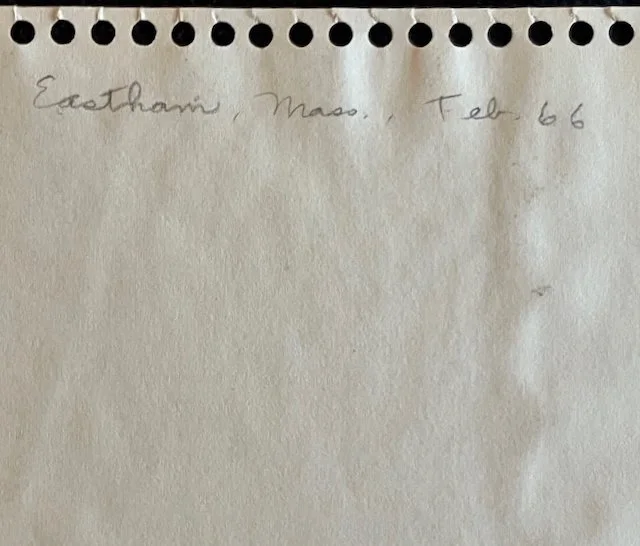 Eastham, Mass., Feb. 66